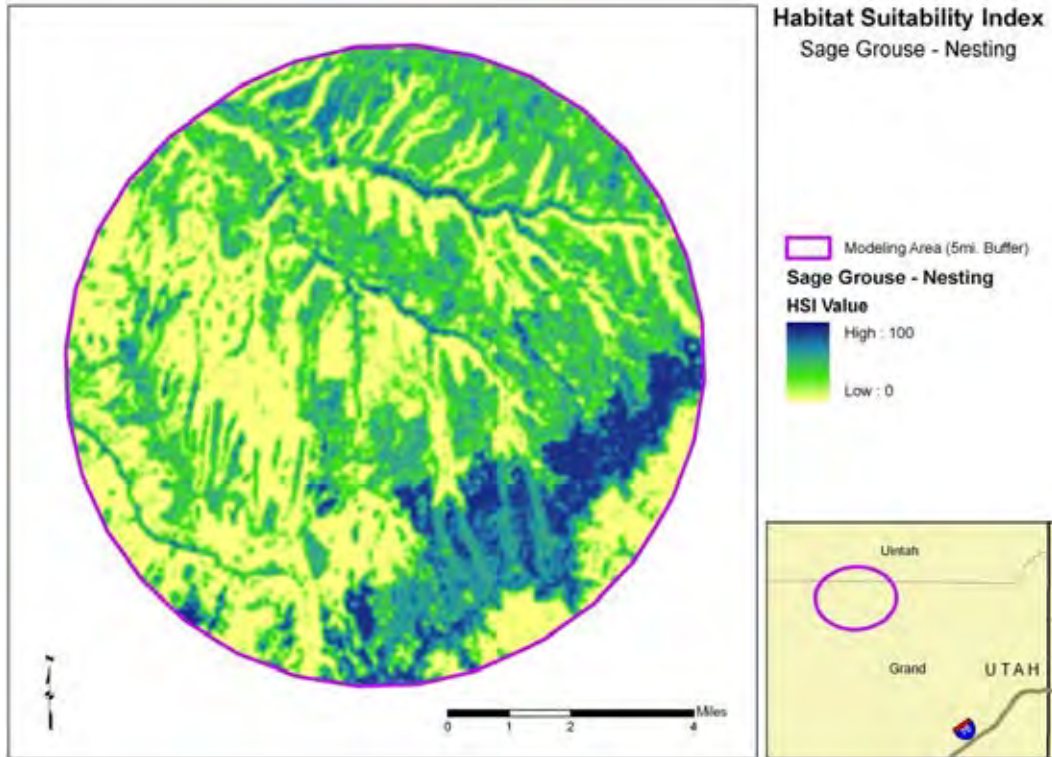 Habitat Suitability Index
Sage Grouse - Nesting
Modeling Area (5mi. Buffer)
Sage Grouse - Nesting
HSI Value
High : 100
Low : 0
Miles
0 1 2 4
Uintah
Grand
UTAH